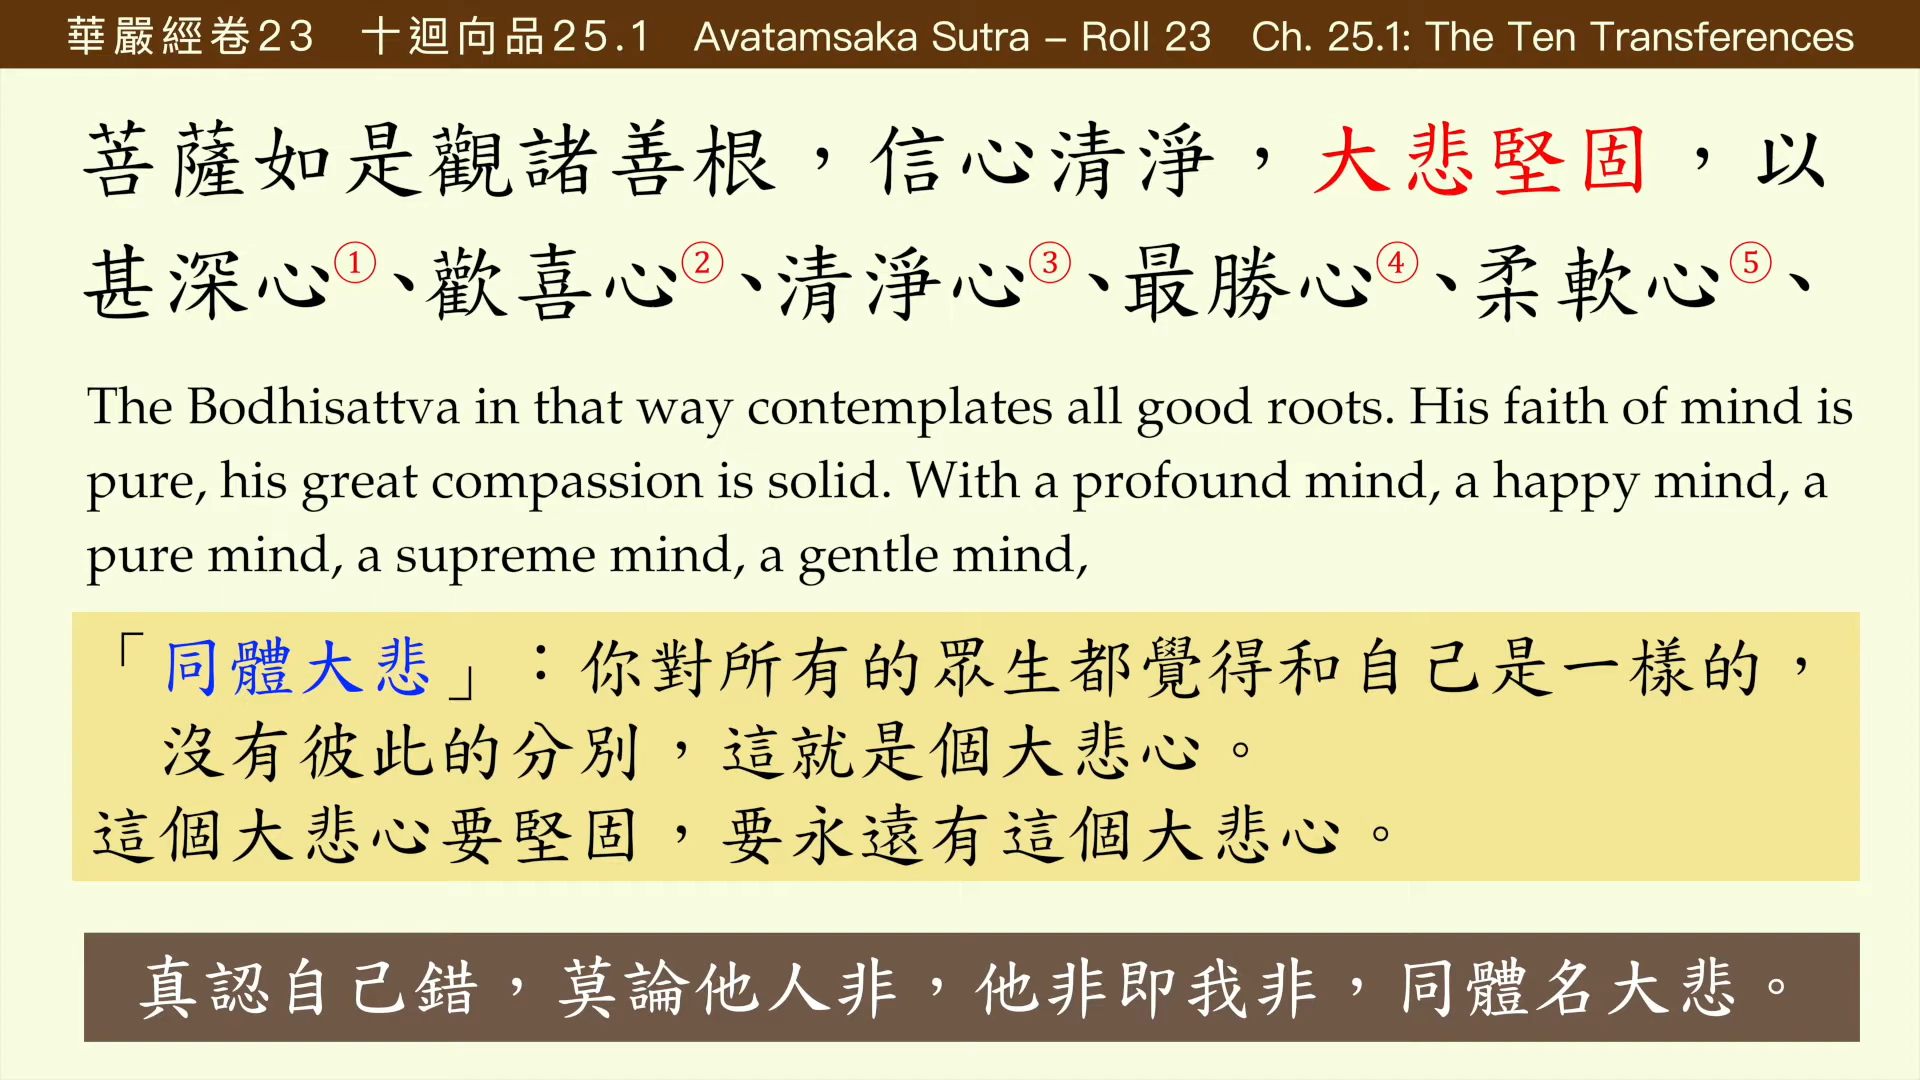 華嚴經卷23 十迴向品25.1 Avatamsaka Sutra – Roll 23 Ch. 25.1: The Ten Transferences
菩薩如是觀諸善根，信心清淨，大悲堅固，以
甚深心①、歡喜心②、清淨心③、最勝心④、柔軟心⑤、
The Bodhisattva in that way contemplates all good roots. His faith of mind is
pure, his great compassion is solid. With a profound mind, a happy mind, a
pure mind, a supreme mind, a gentle mind,
「同體大悲」：你對所有的眾生都覺得和自己是一樣的，
沒有彼此的分別，這就是個大悲心。
這個大悲心要堅固，要永遠有這個大悲心。
真認自己錯，莫論他人非，他非即我非，同體名大悲。